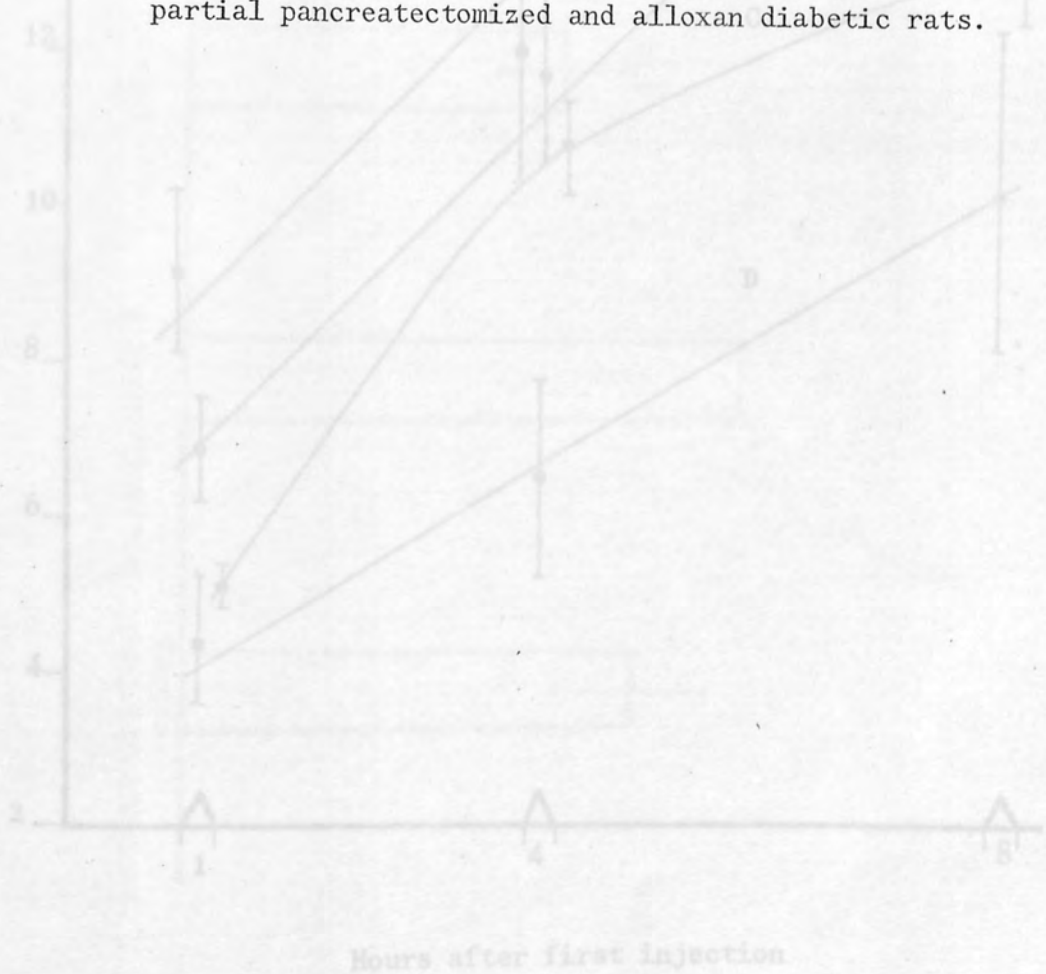 partial pancreatectomized and alloxan diabetic rats.
12
10
D
8
6
4
2
1 4 8
Hours after first injection